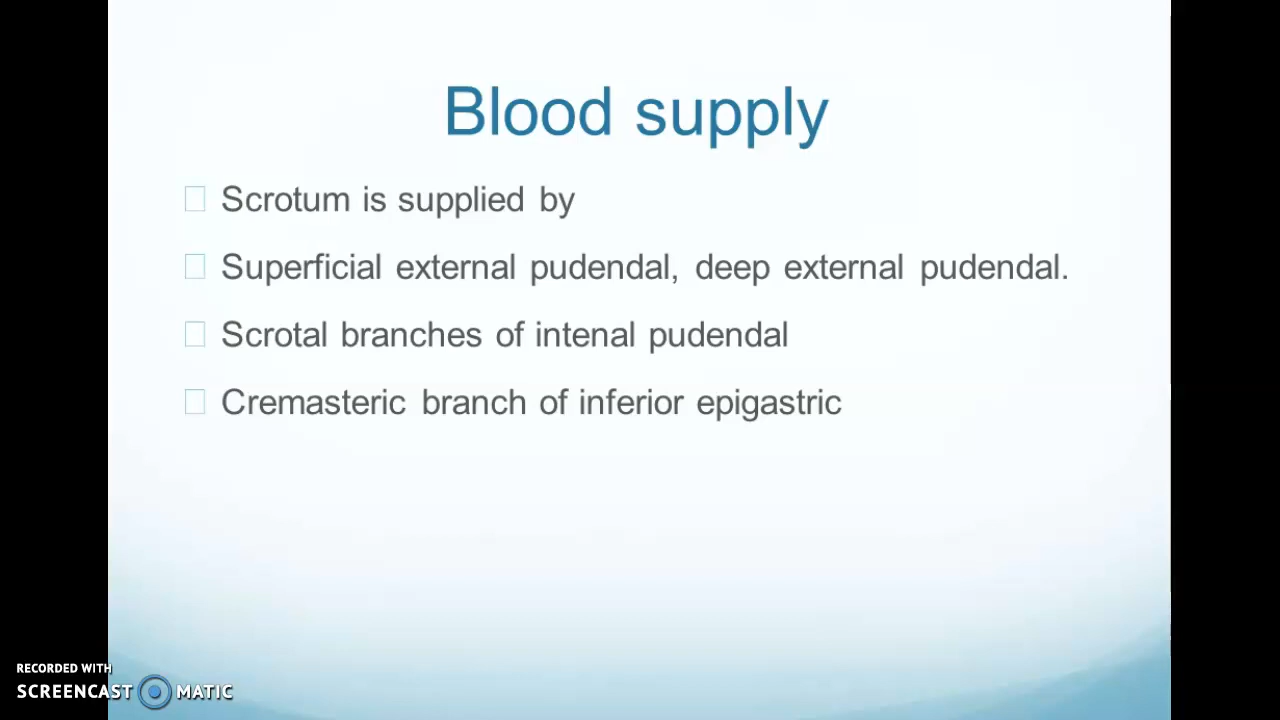 Blood supply
Scrotum is supplied by
Superficial external pudendal, deep external pudendal.
Scrotal branches of intenal pudendal
Cremasteric branch of inferior epigastric
RECORDED WITH
SCREENCAST MATIC